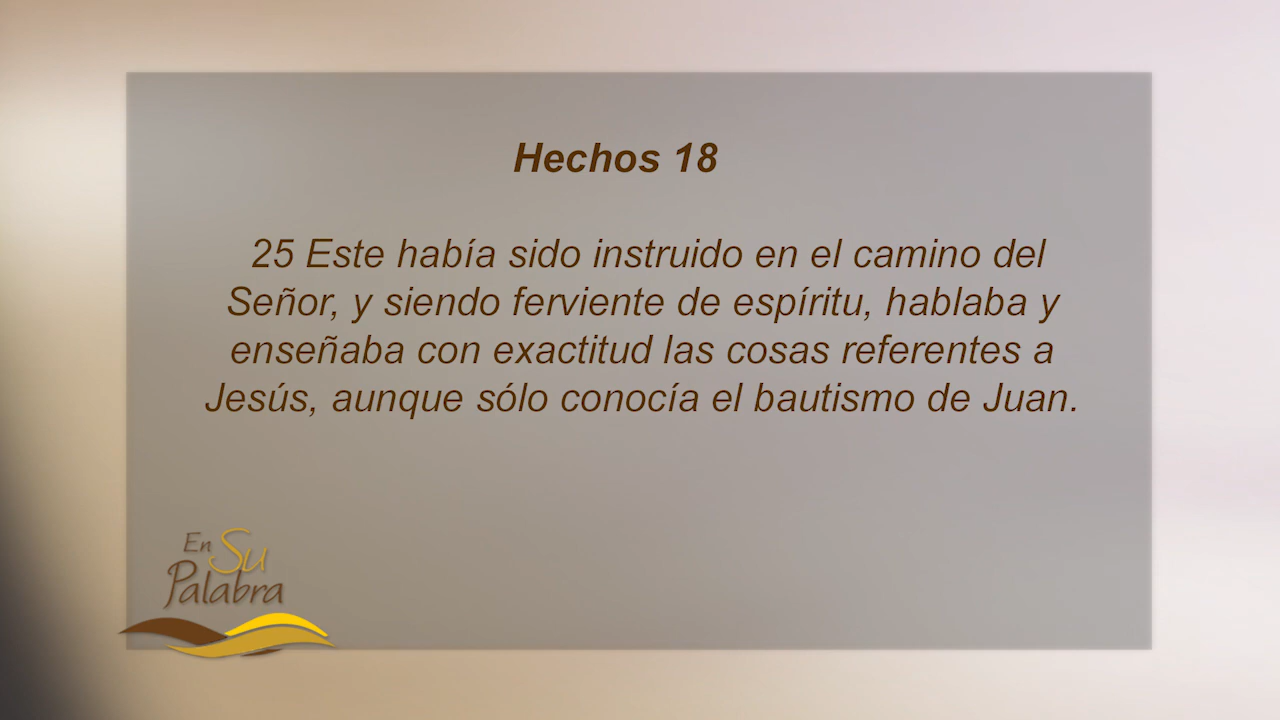 Hechos 18
25 Este había sido instruido en el camino del
Señor, y siendo ferviente de espíritu, hablaba y
enseñaba con exactitud las cosas referentes a
Jesús, aunque sólo conocía el bautismo de Juan.
En Su
Palabra